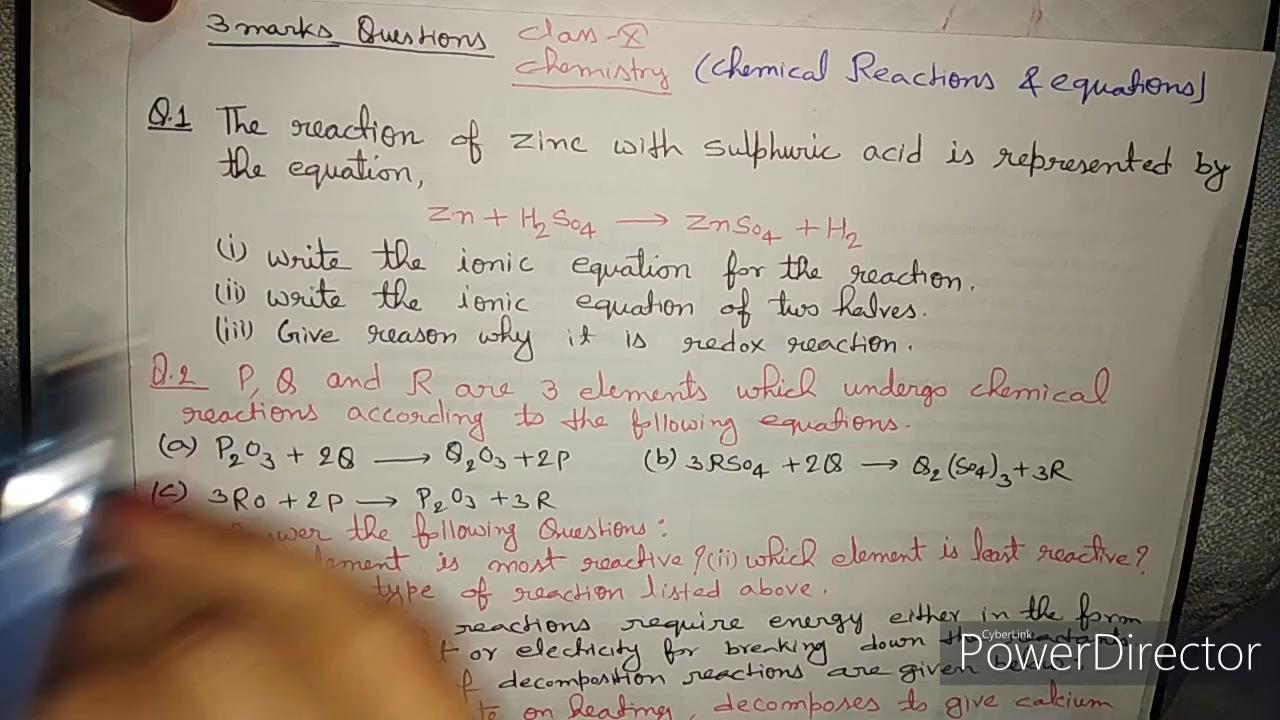 3 marks Questions class-X
chemistry (Chemical Reactions & equations)
Q.1 The reaction of zinc with sulphuric acid is represented by
the equation,
Zn + H₂SO₄ → ZnSO₄ + H₂
(i) write the ionic equation for the reaction.
(ii) write the ionic equation of two halves.
(iii) Give reason why it is redox reaction.
Q.2 P, Q and R are 3 elements which undergo chemical
reactions according to the following equations.
(a) P₂O₃ + 2Q → Q₂O₃ + 2P (b) 3RSO₄ + 2Q → Q₂(SO₄)₃ + 3R
(c) 3RO + 2P → P₂O₃ + 3R
the following Questions:
is most reactive? (ii) which element is least reactive?
type of reaction listed above.
reactions require energy either in the form
or electricity for breaking down the reactants
decomposition reactions are given
on heating, decomposes to give calcium
CyberLink
PowerDirector